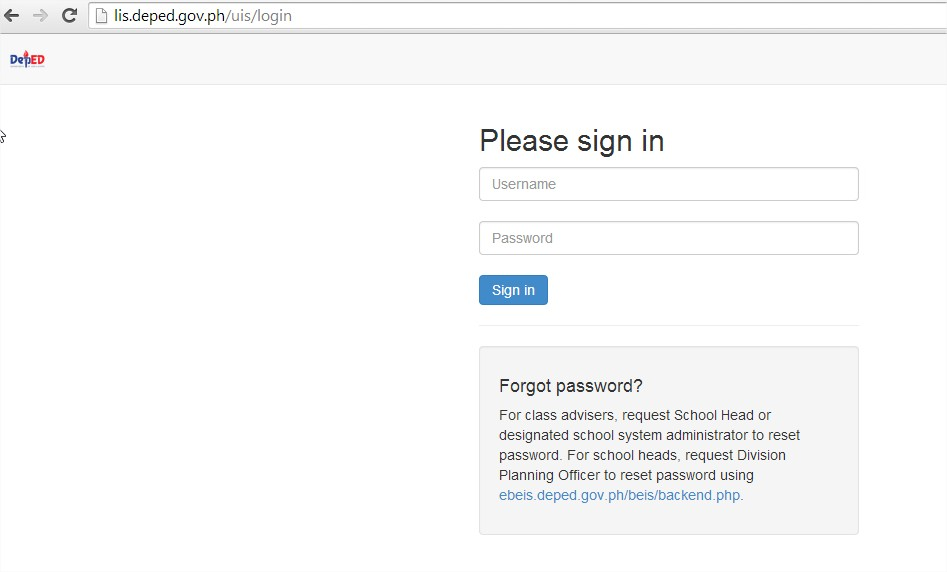 lis.deped.gov.ph/uis/login
DepED
Please sign in
Username
Password
Sign in
Forgot password?
For class advisers, request School Head or
designated school system administrator to reset
password. For school heads, request Division
Planning Officer to reset password using
ebeis.deped.gov.ph/beis/backend.php.